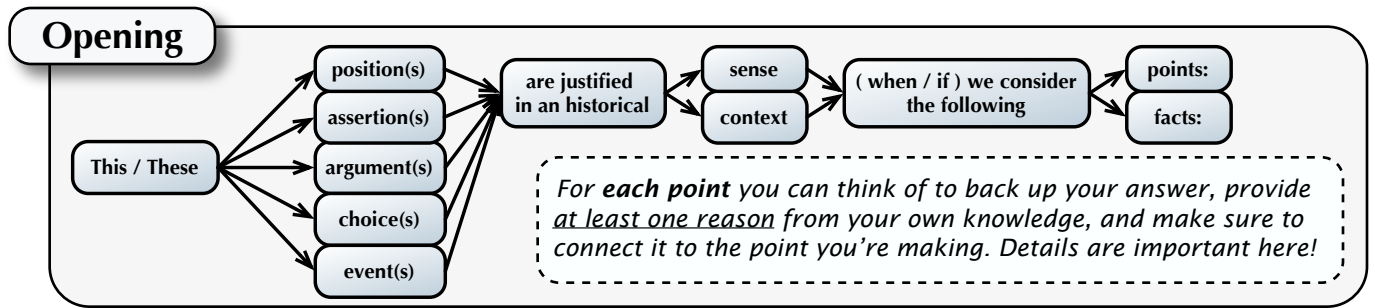 Opening
This / These
position(s)
assertion(s)
argument(s)
choice(s)
event(s)
are justified
in an historical
sense
context
( when / if ) we consider
the following
points:
facts:
For each point you can think of to back up your answer, provide
at least one reason from your own knowledge, and make sure to
connect it to the point you're making. Details are important here!